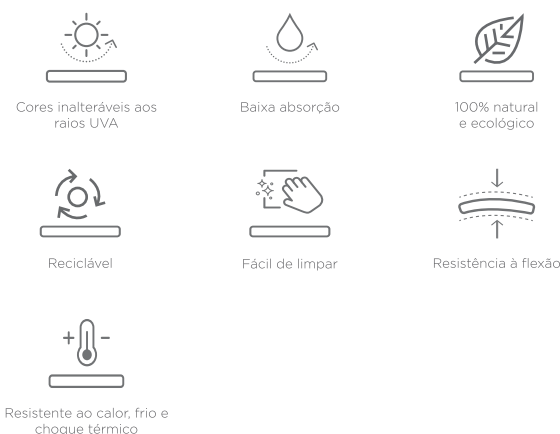 Cores inalteráveis aos
raios UVA
Baixa absorção
100% natural
e ecológico
Reciclável
Fácil de limpar
Resistência à flexão
Resistente ao calor, frio e
choque térmico